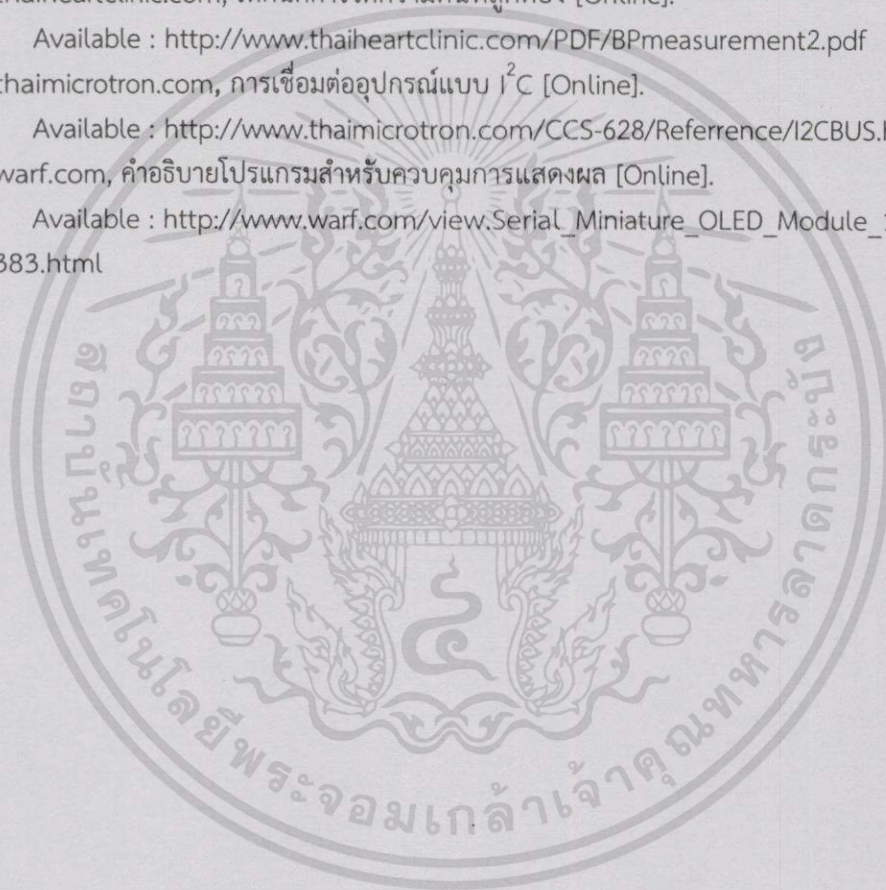 [Online].
Available : http://www.thaiheartclinic.com/PDF/BPmeasurement2.pdf
thaimicrotron.com, การเชื่อมต่ออุปกรณ์แบบ I²C [Online].
Available : http://www.thaimicrotron.com/CCS-628/Referrence/I2CBUS.
warf.com, คำอธิบายโปรแกรมสำหรับควบคุมการแสดงผล [Online].
Available : http://www.warf.com/view.Serial_Miniature_OLED_Module_
383.html
สถาบันเทคโนโลยีพระจอมเกล้าเจ้าคุณทหารลาดกระบัง
๔